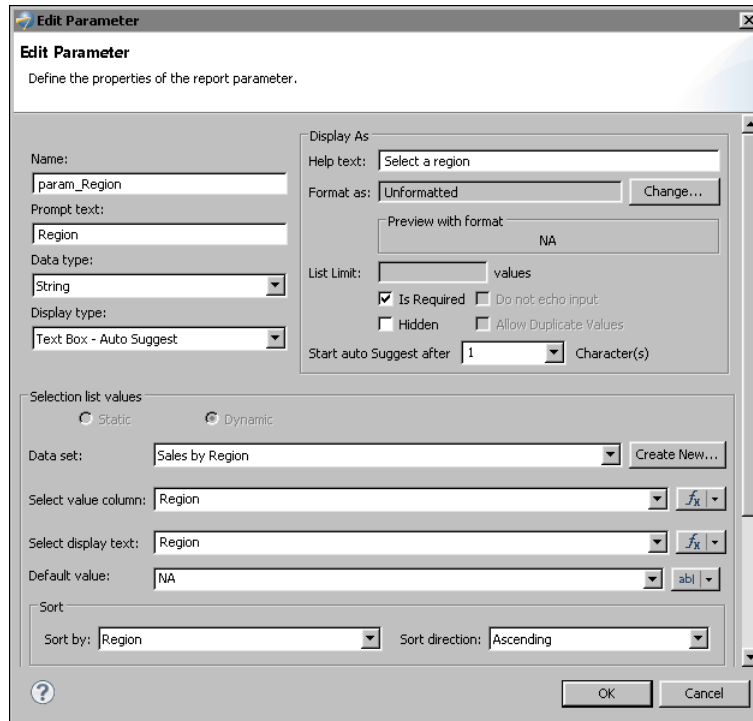 Edit Parameter
Edit Parameter
Define the properties of the report parameter.
Name:
param_Region
Prompt text:
Region
Data type:
String
Display type:
Text Box - Auto Suggest
Display As
Help text: Select a region
Format as: Unformatted Change...
Preview with format
NA
List Limit: values
Is Required Do not echo input
Hidden Allow Duplicate Values
Start auto Suggest after 1 Character(s)
Selection list values
Static Dynamic
Data set: Sales by Region Create New...
Select value column: Region fx
Select display text: Region fx
Default value: NA ab|
Sort
Sort by: Region Sort direction: Ascending
? OK Cancel